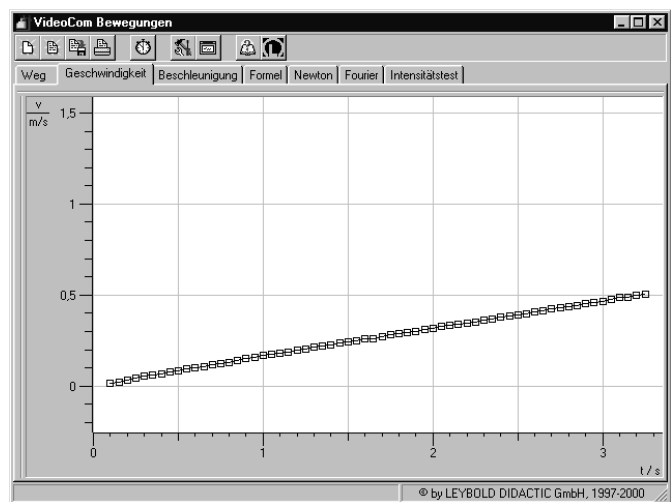 VideoCom Bewegungen
Weg Geschwindigkeit Beschleunigung Formel Newton Fourier Intensitätstest
v
m/s
1,5
1
0,5
0
0 1 2 3
t / s
© by LEYBOLD DIDACTIC GmbH, 1997-2000